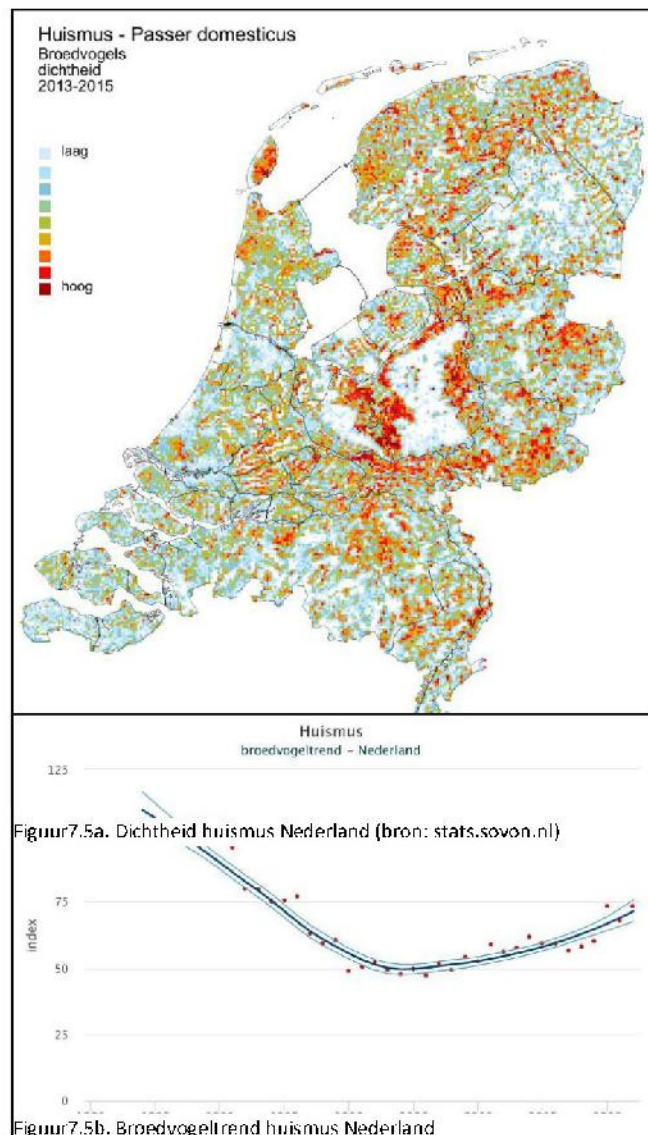 Huismus - Passer domesticus
Broedvogels
dichtheid
2013-2015
laag
hoog
Huismus
broedvogeltrend – Nederland
125
Figuur7.5a. Dichtheid huismus Nederland (bron: stats.sovon.nl)
75
index
50
25
0
Figuur7.5b. Broedvogeltrend huismus Nederland